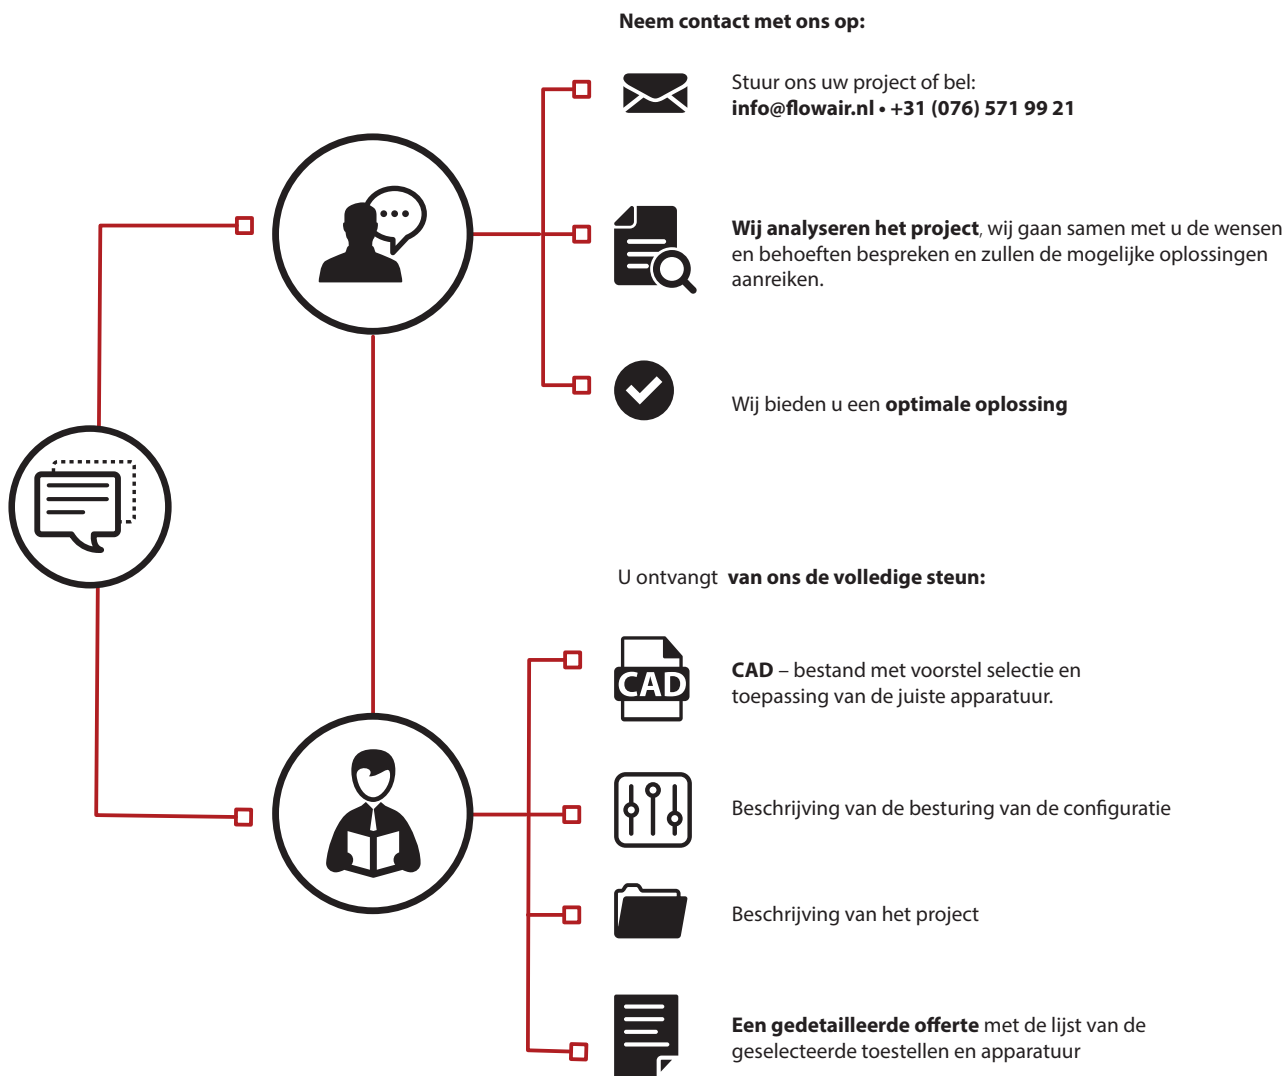 Neem contact met ons op:
Stuur ons uw project of bel:
info@flowair.nl • +31 (076) 571 99 21
Wij analyseren het project, wij gaan samen met u de wensen
en behoeften bespreken en zullen de mogelijke oplossingen
aanreiken.
Wij bieden u een optimale oplossing
U ontvangt van ons de volledige steun:
CAD
CAD – bestand met voorstel selectie en
toepassing van de juiste apparatuur.
Beschrijving van de besturing van de configuratie
Beschrijving van het project
Een gedetailleerde offerte met de lijst van de
geselecteerde toestellen en apparatuur